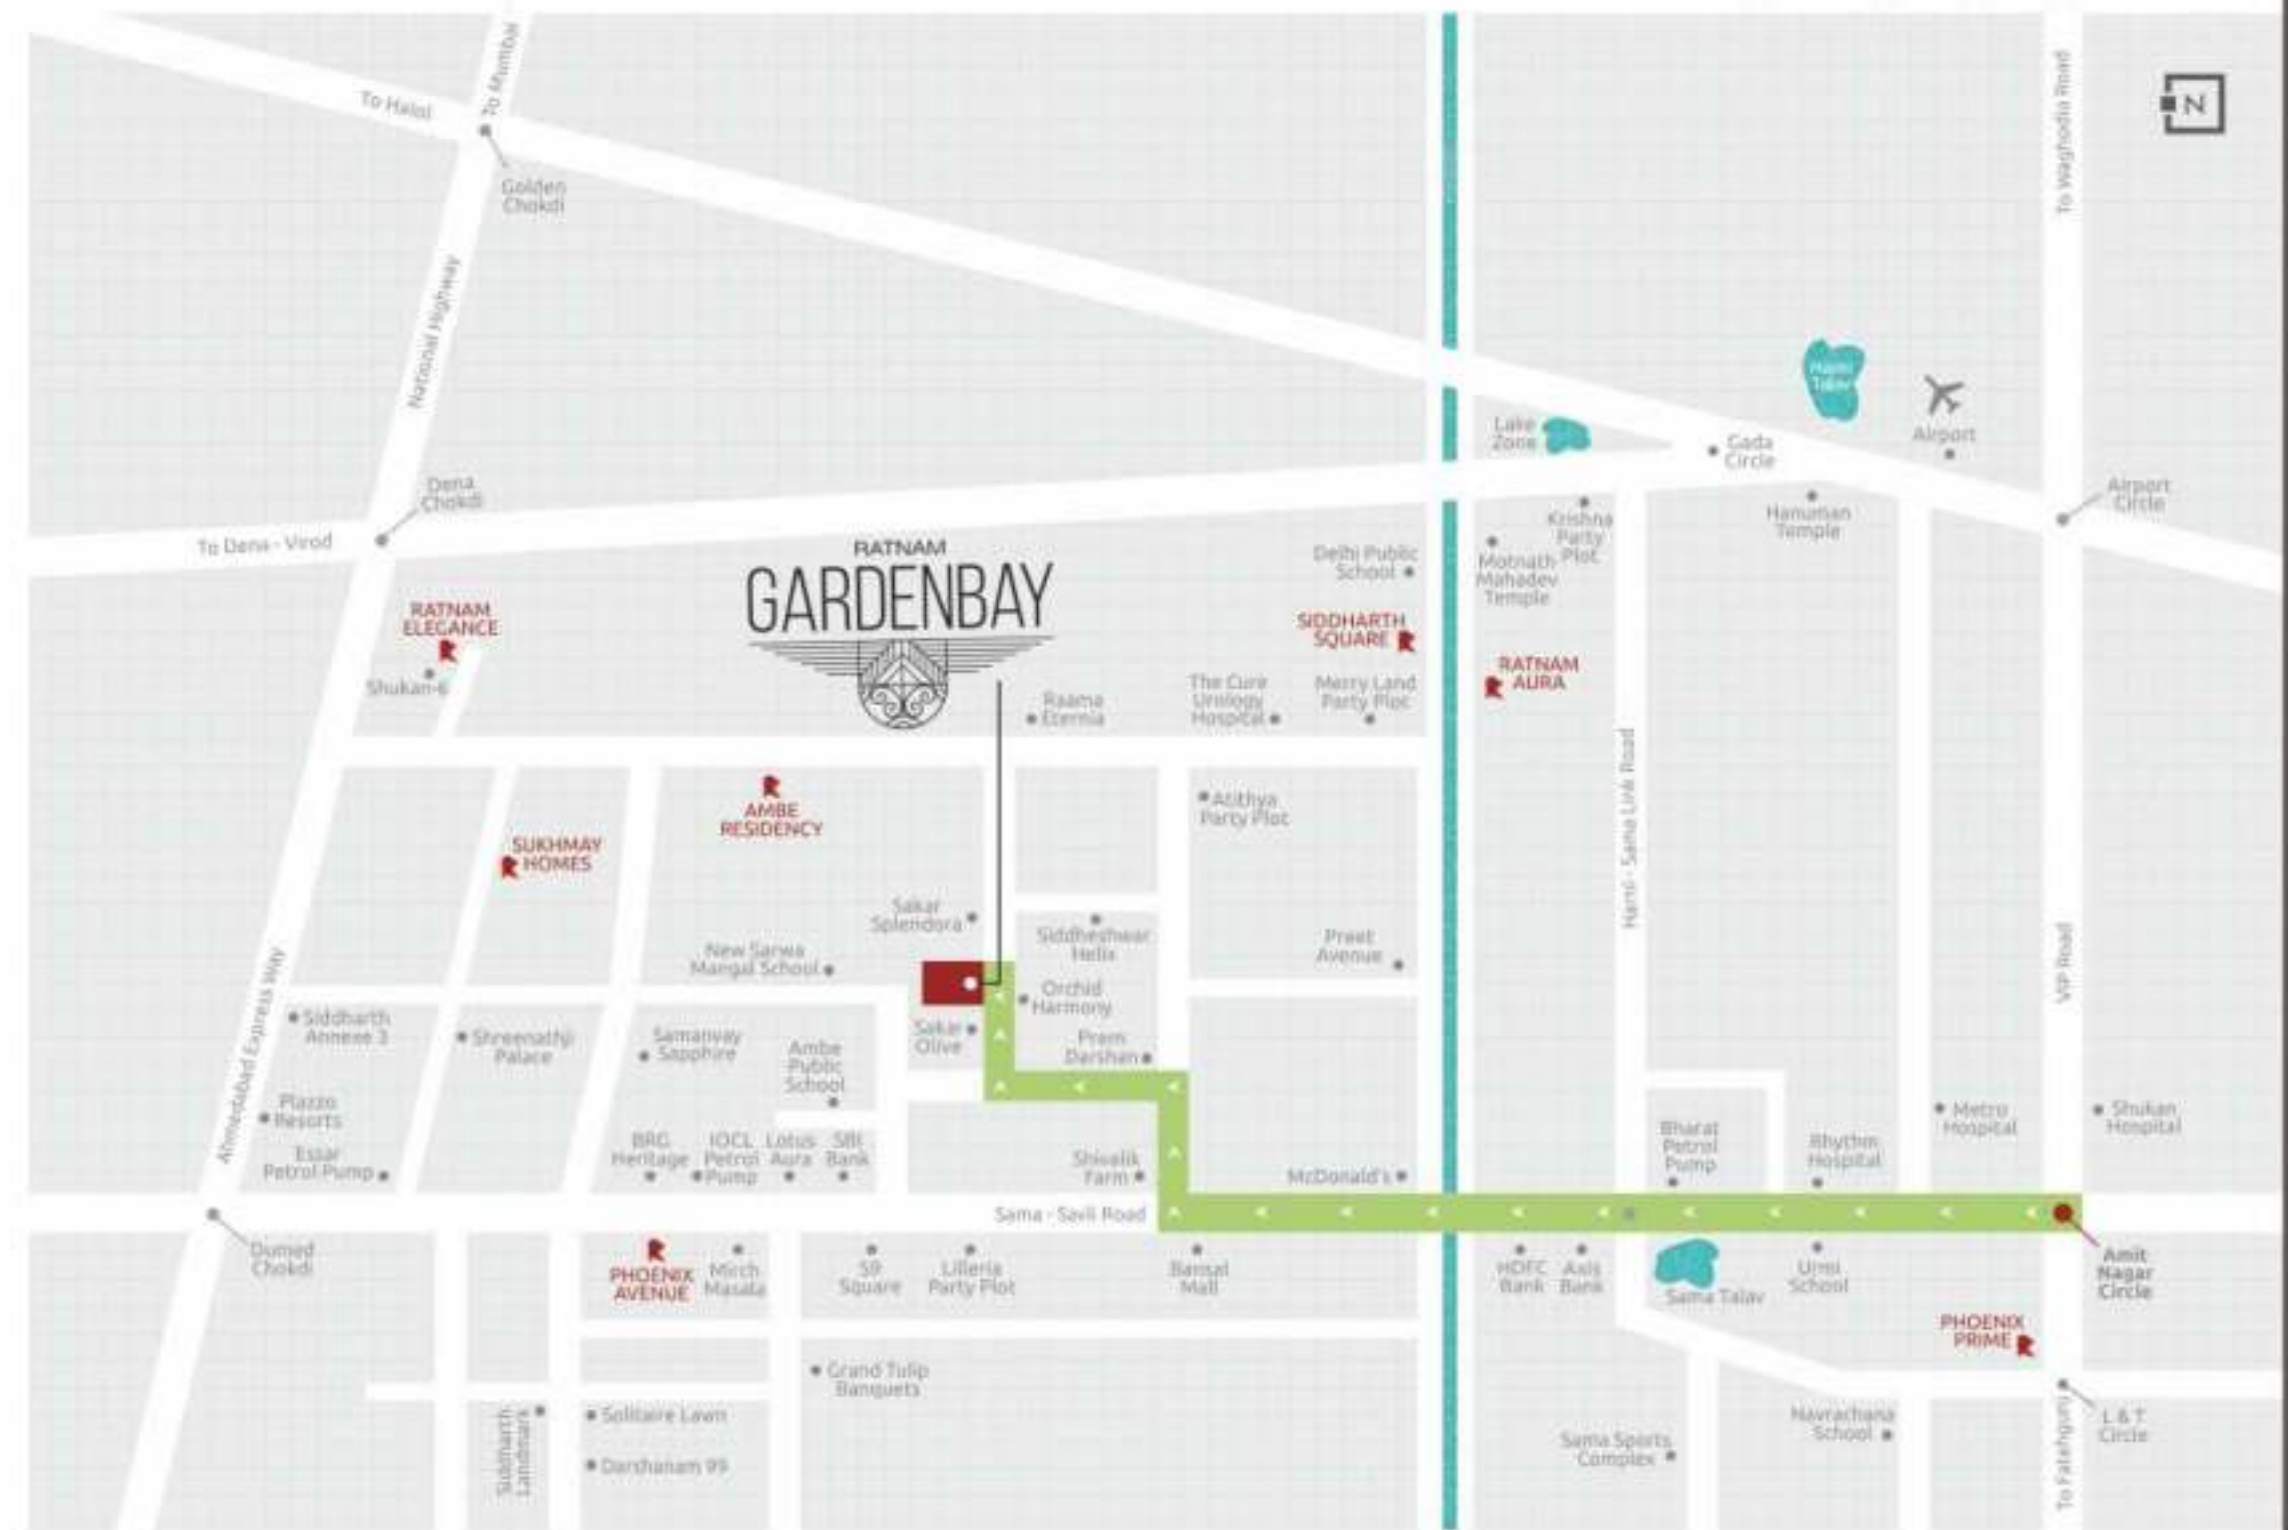 To Halol
To Mumbai
Golden
Chokdi
National Highway
To Waghodia Road
N
Harni
Talav
Airport
Lake
Zone
Gada
Circle
Airport
Circle
Dena
Chokdi
To Dena - Virod
Krishna
Party
Plot
Hanuman
Temple
Motnath
Mahadev
Temple
Delhi Public
School
RATNAM
GARDENBAY
RATNAM
ELEGANCE
Shukan-6
SIDDHARTH
SQUARE
RATNAM
AURA
Raama
Eternia
The Cure
Urology
Hospital
Merry Land
Party Plot
AMBE
RESIDENCY
Atithya
Party Plot
Harni - Sama Link Road
SUKHMAY
HOMES
Sakar
Splendora
Siddheshwar
Helix
Preet
Avenue
New Sarwa
Mangal School
VIP Road
Orchid
Harmony
Ahmedabad Express Way
Siddharth
Annexe 3
Shreenathji
Palace
Samanvay
Sapphire
Ambe
Public
School
Sakar
Olive
Prem
Darshan
Plazzo
Resorts
Essar
Petrol Pump
BRG
Heritage
IOCL
Petrol
Pump
Lotus
Aura
SBI
Bank
Shivalik
Farm
McDonald's
Bharat
Petrol
Pump
Rhythm
Hospital
Metro
Hospital
Shukan
Hospital
Sama - Savli Road
Dumad
Chokdi
PHOENIX
AVENUE
Mirch
Masala
S9
Square
Lilleria
Party Plot
Bansal
Mall
HDFC
Bank
Axis
Bank
Sama Talav
Urmi
School
Amit
Nagar
Circle
PHOENIX
PRIME
Grand Tulip
Banquets
Siddharth
Landmark
Solitaire Lawn
Darshanam 99
Sama Sports
Complex
Navrachana
School
L & T
Circle
To Fatehgunj